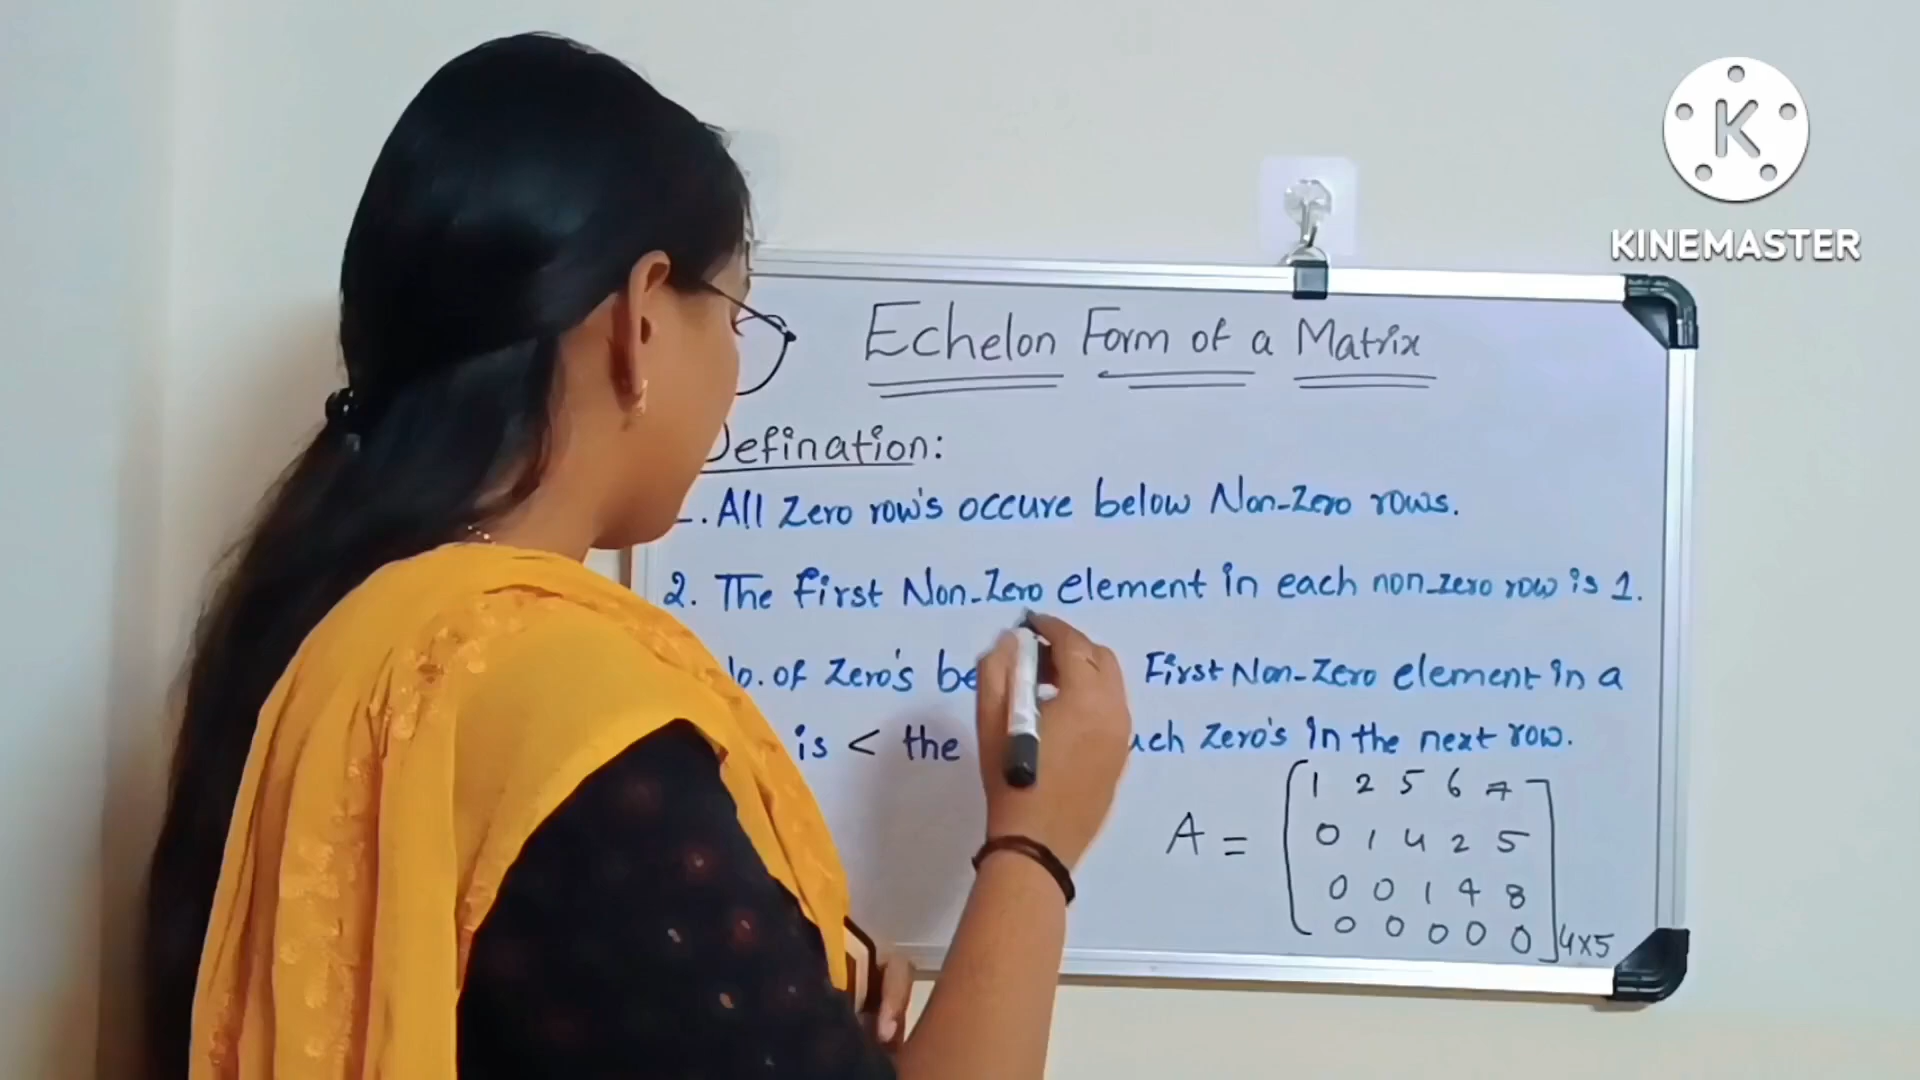 K
KINEMASTER
Echelon Form of a Matrix
Defination:
1. All Zero row's occure below Non-Zero rows.
2. The first Non-Zero element in each non-zero row is 1.
No. of Zero's First Non-Zero element in a
is < the Zero's in the next row.
A =
1 2 5 6 7
0 1 4 2 5
0 0 1 4 8
0 0 0 0 0
4x5